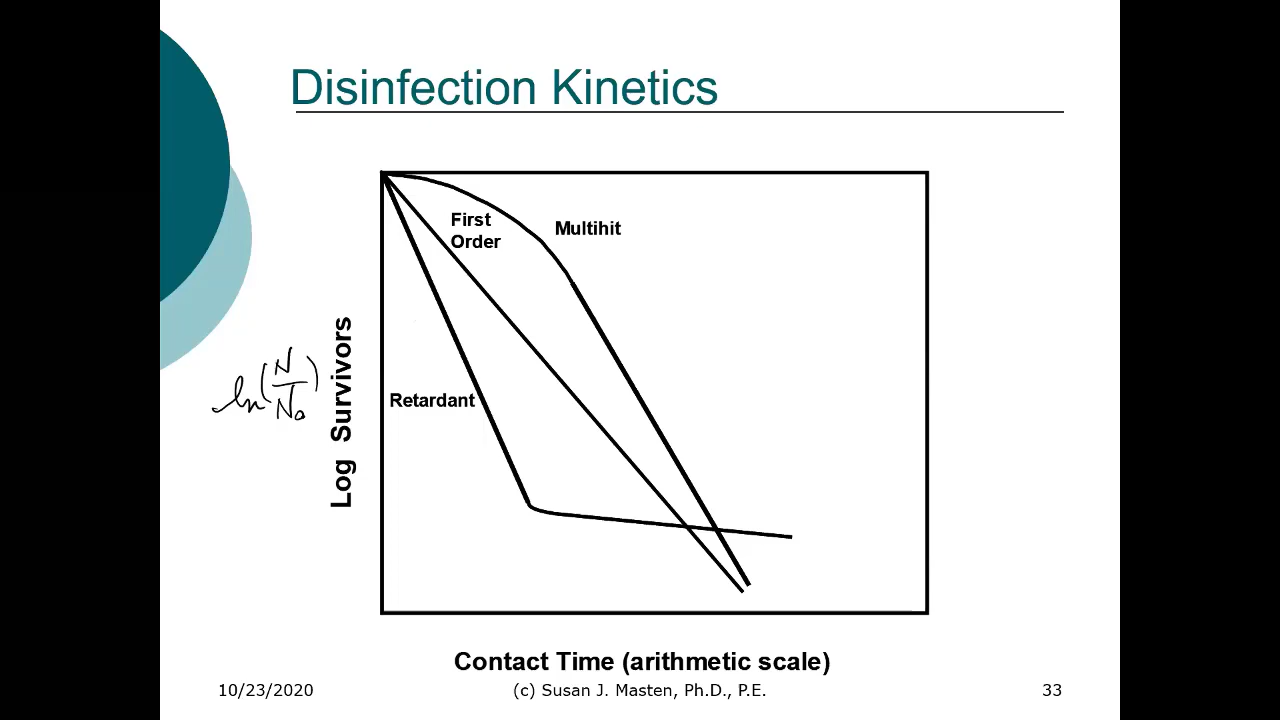 Disinfection Kinetics
First
Order
Multihit
Retardant
ln(N/N₀)
Log Survivors
Contact Time (arithmetic scale)
10/23/2020
(c) Susan J. Masten, Ph.D., P.E.
33